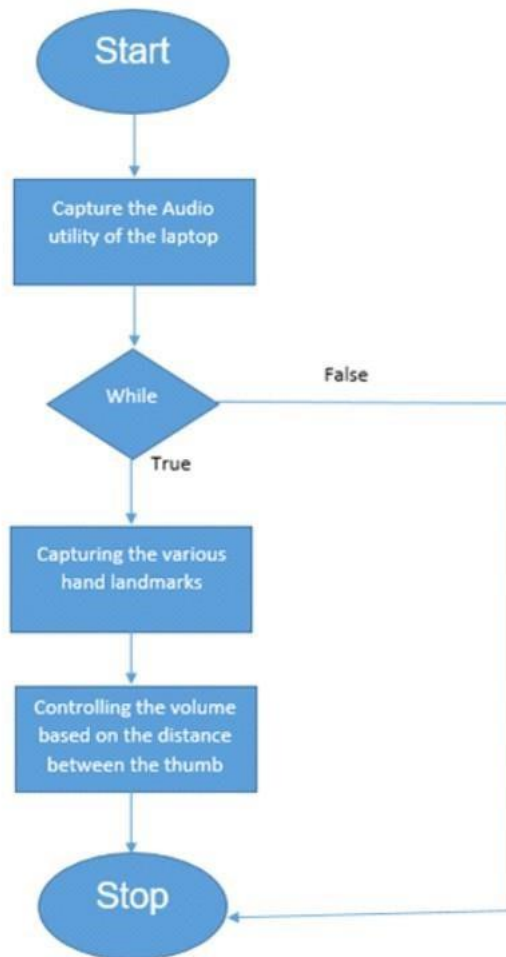 Start
Capture the Audio
utility of the laptop
While
False
True
Capturing the various
hand landmarks
Controlling the volume
based on the distance
between the thumb
Stop